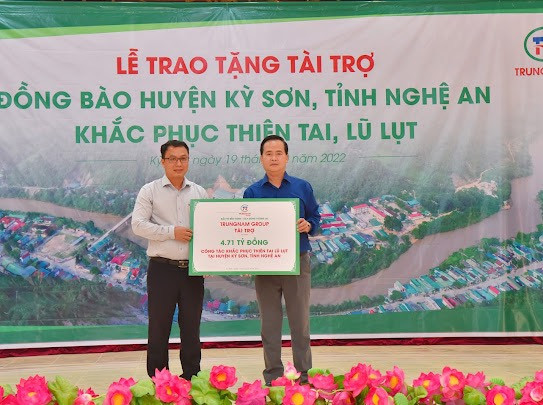 LỄ TRAO TẶNG TÀI TRỢ
ĐỒNG BÀO HUYỆN KỲ SƠN, TỈNH NGHỆ AN
KHẮC PHỤC THIÊN TAI, LŨ LỤT
ngày 19 năm 2022
TRUNGN
TRUNGNAM GROUP
TÀI TRỢ
4.71 TỶ ĐỒNG
CÔNG TÁC KHẮC PHỤC THIÊN TAI LŨ LỤT
TẠI HUYỆN KỲ SƠN, TỈNH NGHỆ AN